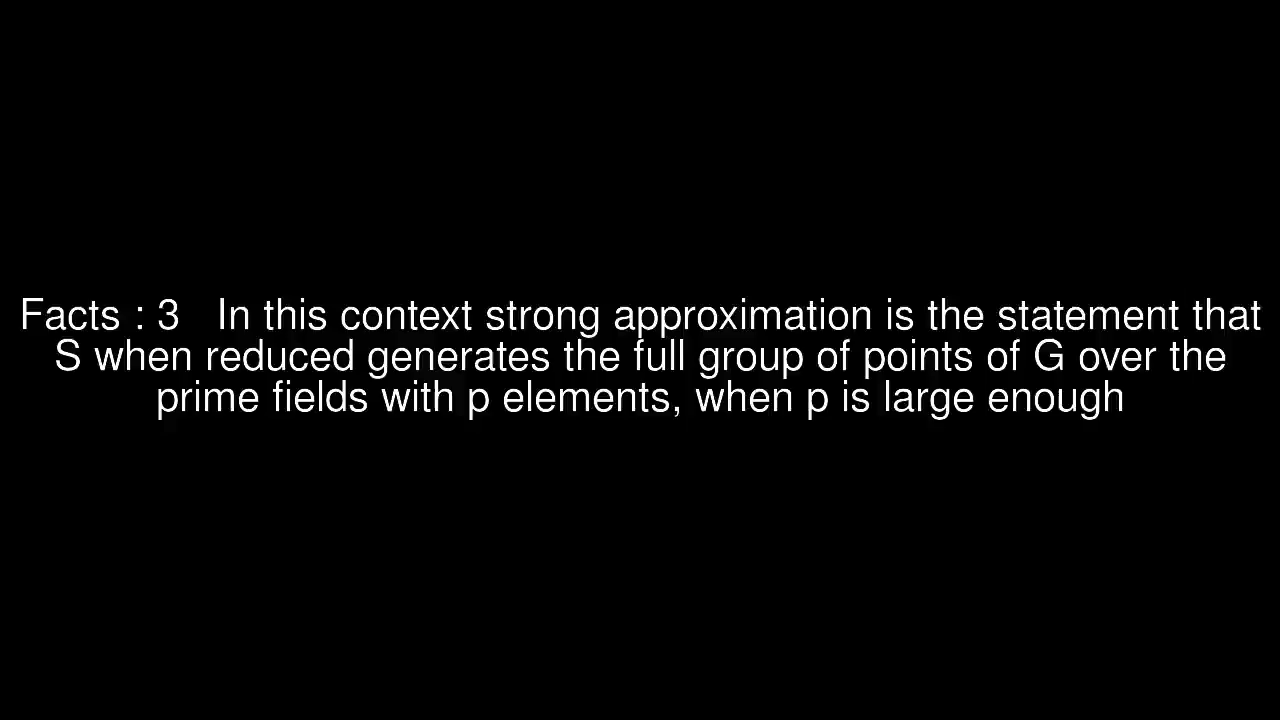 Facts : 3   In this context strong approximation is the statement that
S when reduced generates the full group of points of G over the
prime fields with p elements, when p is large enough